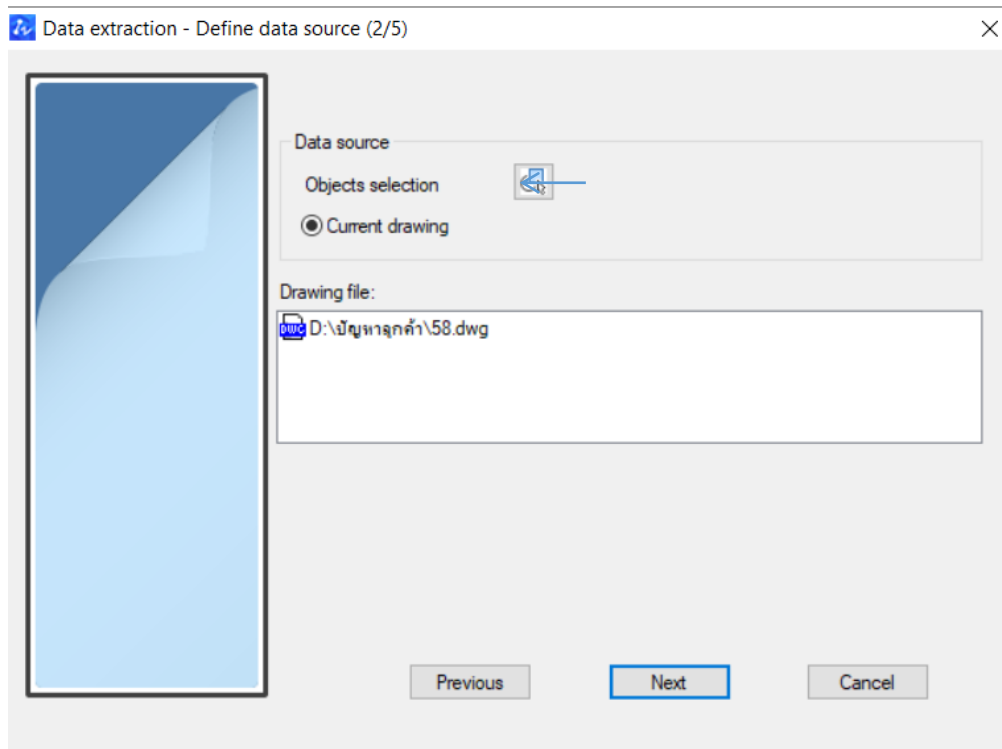 Data extraction - Define data source (2/5)
Data source
Objects selection
Current drawing
Drawing file:
DWG D:\ปัญหาลูกค้า\58.dwg
Previous Next Cancel